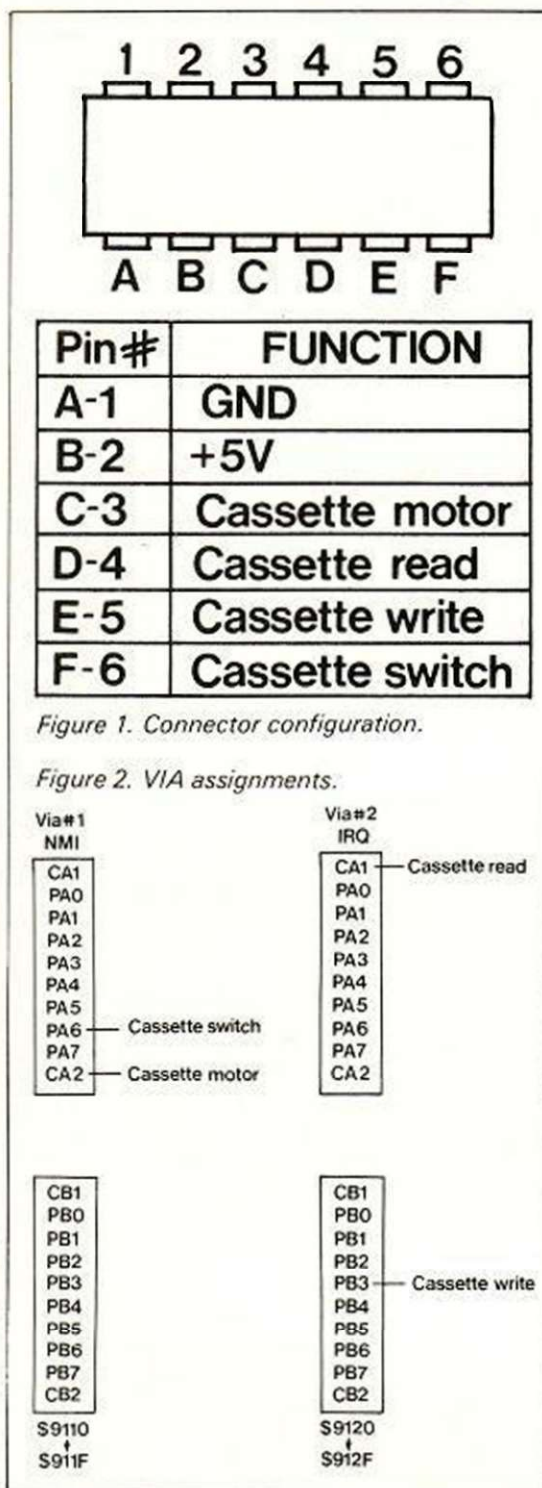 1 2 3 4 5 6
A B C D E F
Pin# FUNCTION
A-1 GND
B-2 +5V
C-3 Cassette motor
D-4 Cassette read
E-5 Cassette write
F-6 Cassette switch
Figure 1. Connector configuration.
Figure 2. VIA assignments.
Via#1
NMI
CA1
PA0
PA1
PA2
PA3
PA4
PA5
PA6 Cassette switch
PA7
CA2 Cassette motor
CB1
PB0
PB1
PB2
PB3
PB4
PB5
PB6
PB7
CB2
$9110
$911F
Via#2
IRQ
CA1 Cassette read
PA0
PA1
PA2
PA3
PA4
PA5
PA6
PA7
CA2
CB1
PB0
PB1
PB2
PB3 Cassette write
PB4
PB5
PB6
PB7
CB2
$9120
$912F